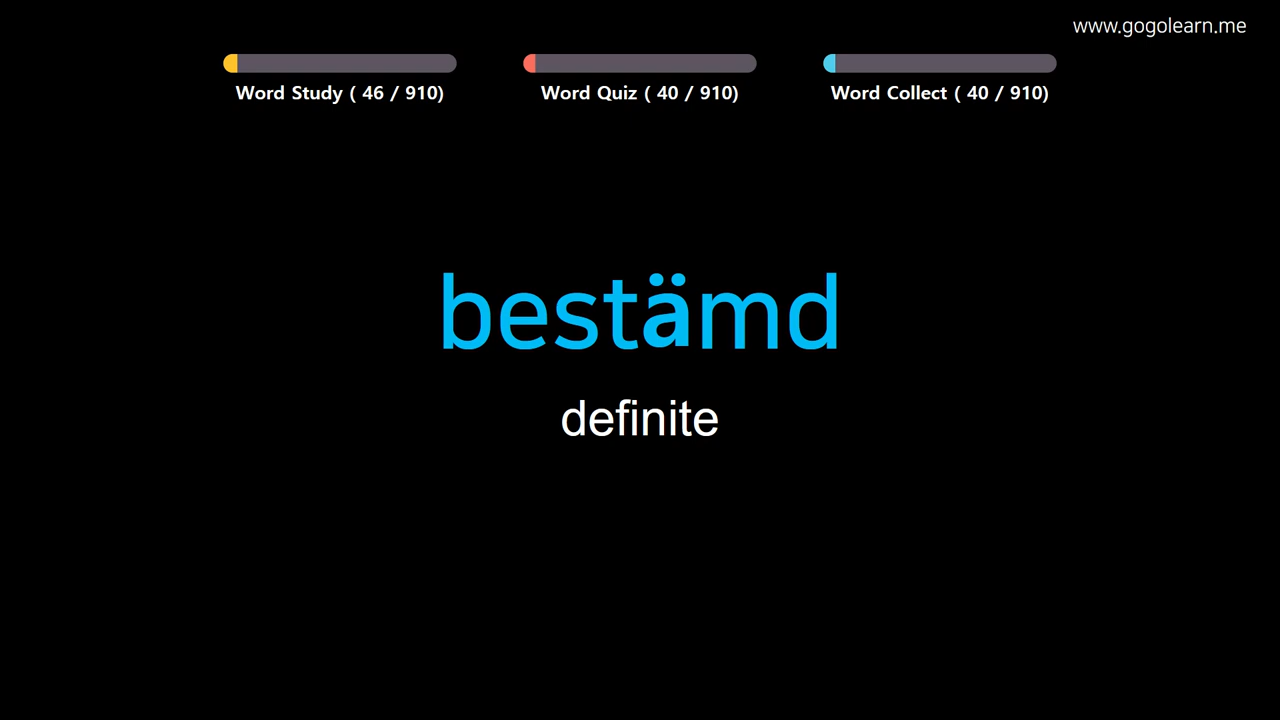 www.gogolearn.me
Word Study ( 46 / 910)
Word Quiz ( 40 / 910)
Word Collect ( 40 / 910)
bestämd
definite